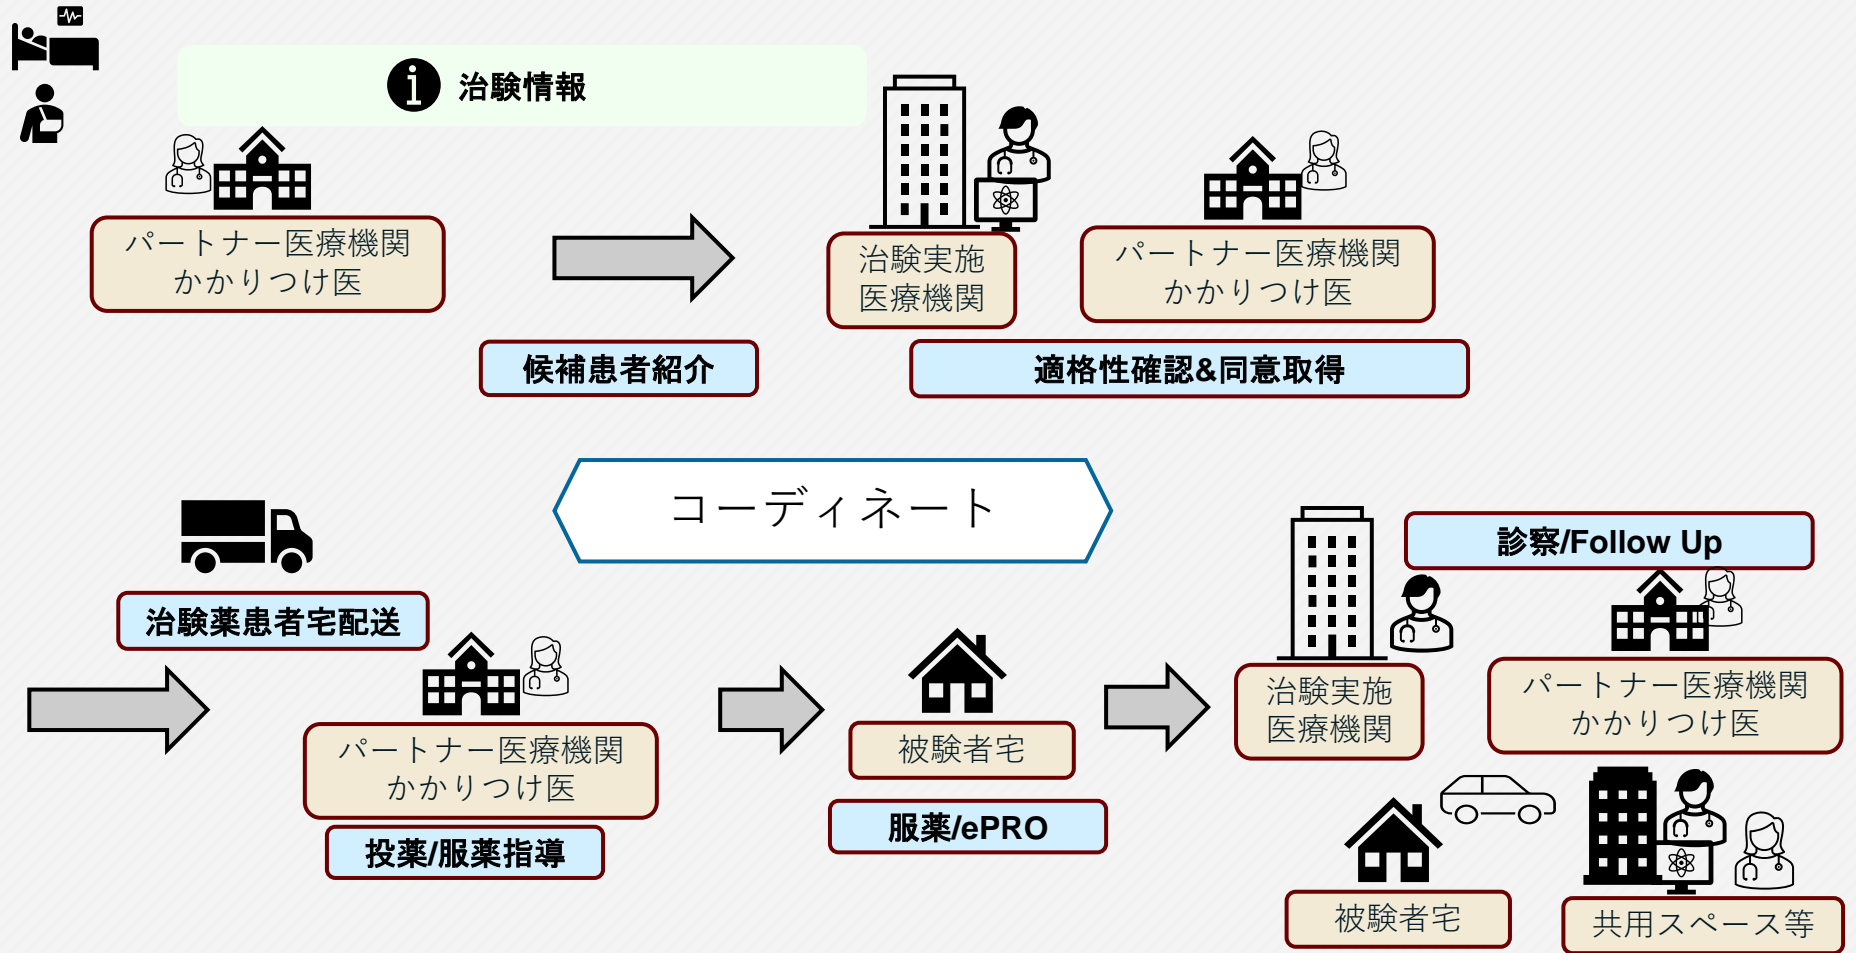 治験情報
パートナー医療機関
かかりつけ医
治験実施
医療機関
パートナー医療機関
かかりつけ医
候補患者紹介
適格性確認&同意取得
コーディネート
治験薬患者宅配送
パートナー医療機関
かかりつけ医
投薬/服薬指導
被験者宅
服薬/ePRO
診察/Follow Up
治験実施
医療機関
パートナー医療機関
かかりつけ医
被験者宅
共用スペース等